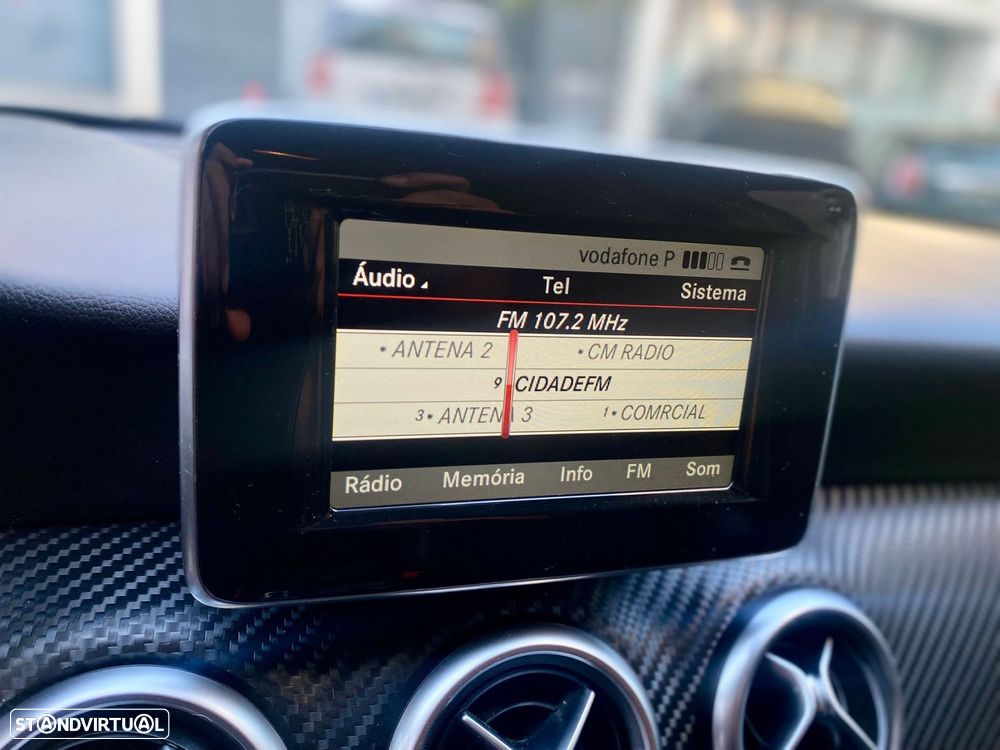 vodafone P
Áudio Tel Sistema
FM 107.2 MHz
• ANTENA 2 • CM RADIO
9 CIDADEFM
3• ANTENA 3 1• COMRCIAL
Rádio Memória Info FM Som
STANDVIRTUAL